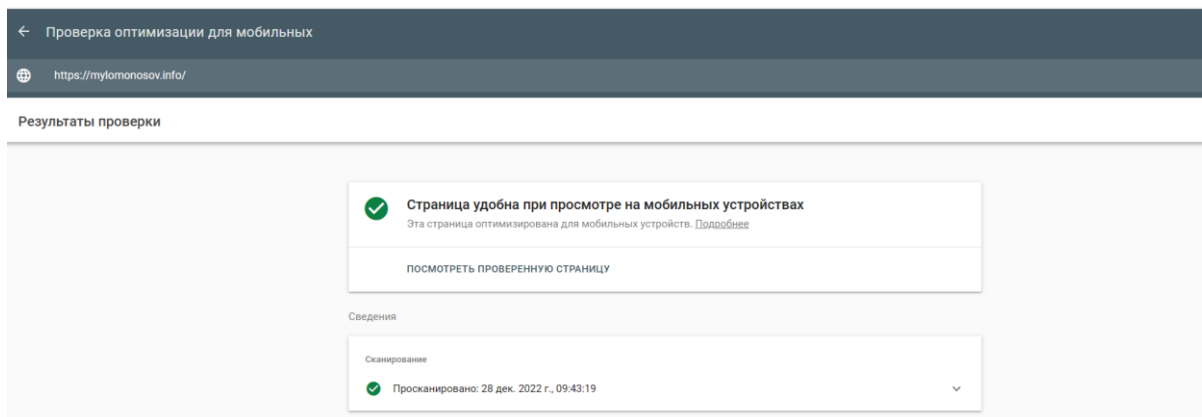 Проверка оптимизации для мобильных
https://mylomonosov.info/
Результаты проверки
Страница удобна при просмотре на мобильных устройствах
Эта страница оптимизирована для мобильных устройств. Подробнее
ПОСМОТРЕТЬ ПРОВЕРЕННУЮ СТРАНИЦУ
Сведения
Сканирование
Просканировано: 28 дек. 2022 г., 09:43:19